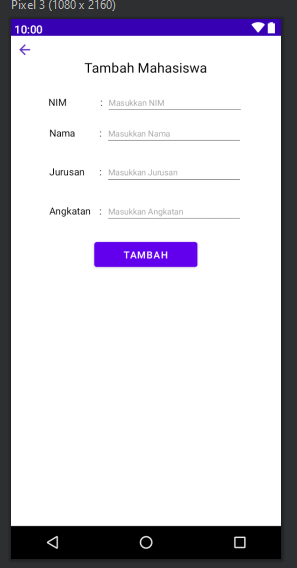 Pixel 3 (1080 x 2160)
10:00
Tambah Mahasiswa
NIM : Masukkan NIM
Nama : Masukkan Nama
Jurusan : Masukkan Jurusan
Angkatan : Masukkan Angkatan
TAMBAH